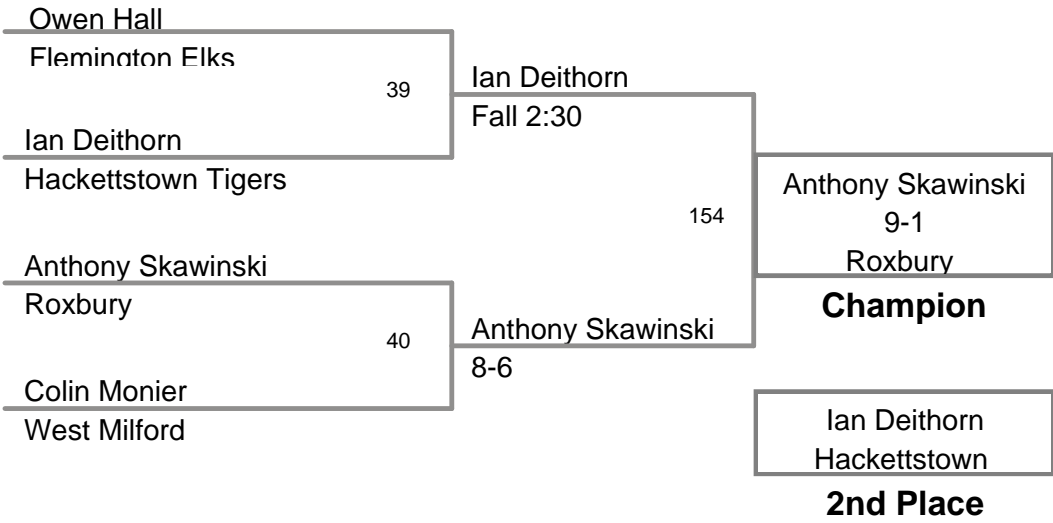 Owen Hall
Flemington Elks
39
Ian Deithorn
Hackettstown Tigers
Anthony Skawinski
Roxbury
40
Colin Monier
West Milford
Ian Deithorn
Fall 2:30
154
Anthony Skawinski
8-6
Anthony Skawinski
9-1
Roxbury
Champion
Ian Deithorn
Hackettstown
2nd Place